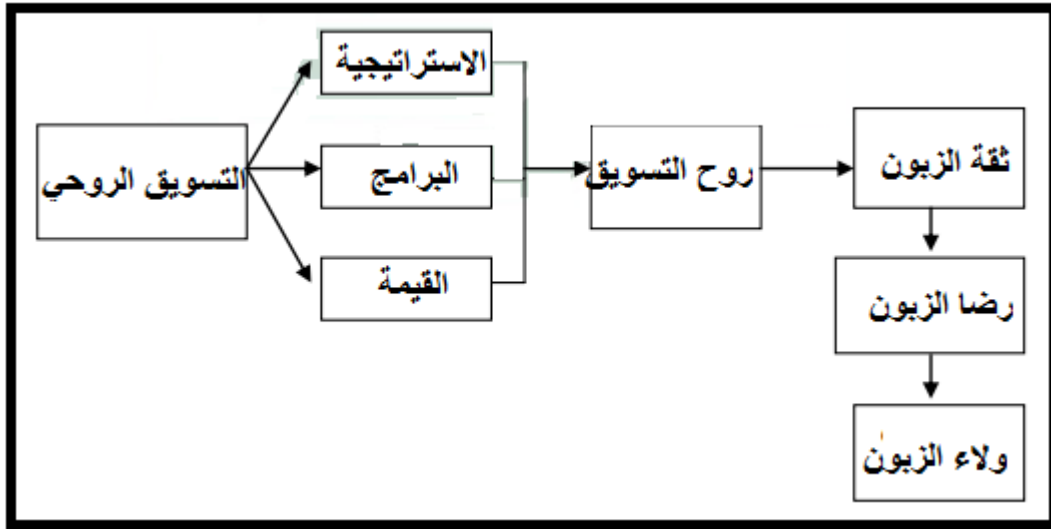 التسويق الروحي
الاستراتيجية
البرامج
القيمة
روح التسويق
ثقة الزبون
رضا الزبون
ولاء الزبون